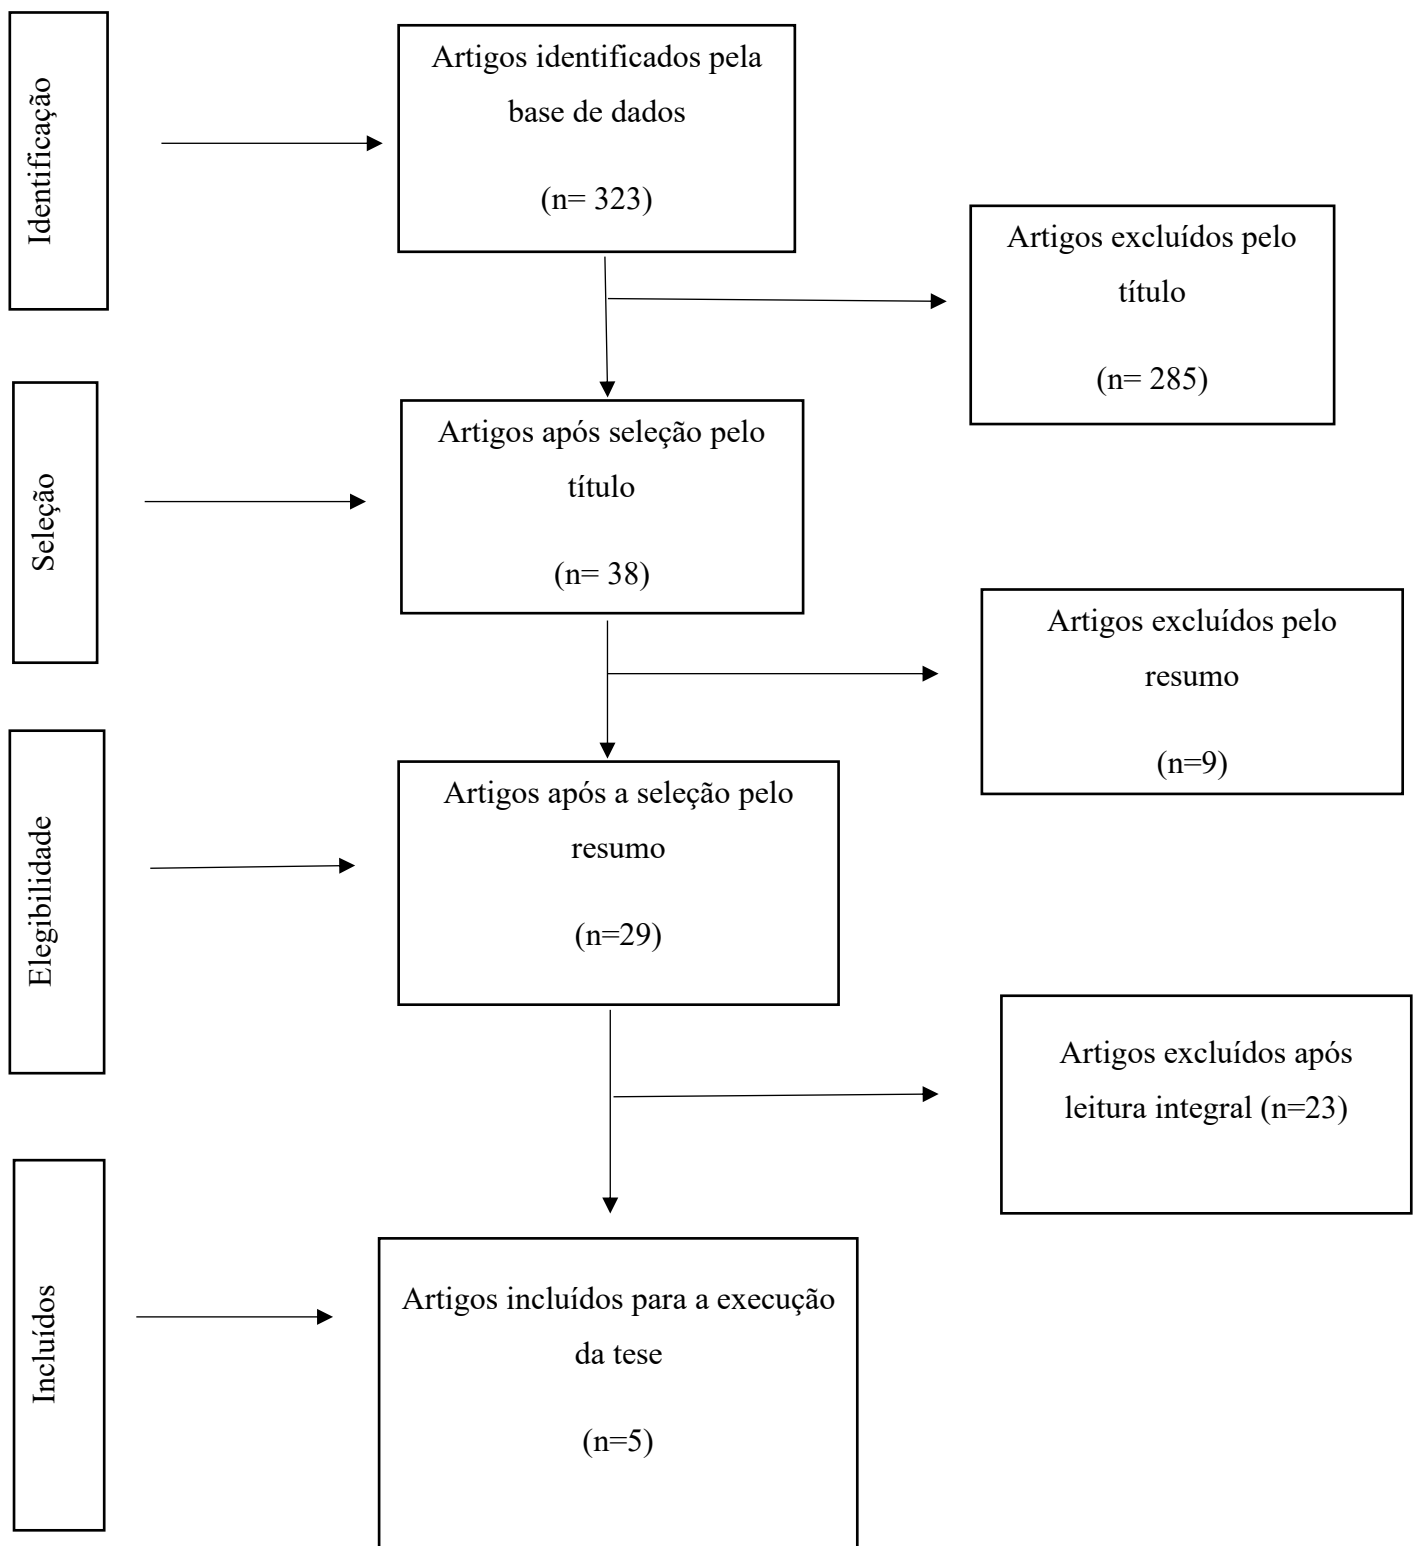 Identificação
Artigos identificados pela
base de dados
(n= 323)
Artigos excluídos pelo
título
(n= 285)
Seleção
Artigos após seleção pelo
título
(n= 38)
Artigos excluídos pelo
resumo
(n=9)
Elegibilidade
Artigos após a seleção pelo
resumo
(n=29)
Artigos excluídos após
leitura integral (n=23)
Incluídos
Artigos incluídos para a execução
da tese
(n=5)